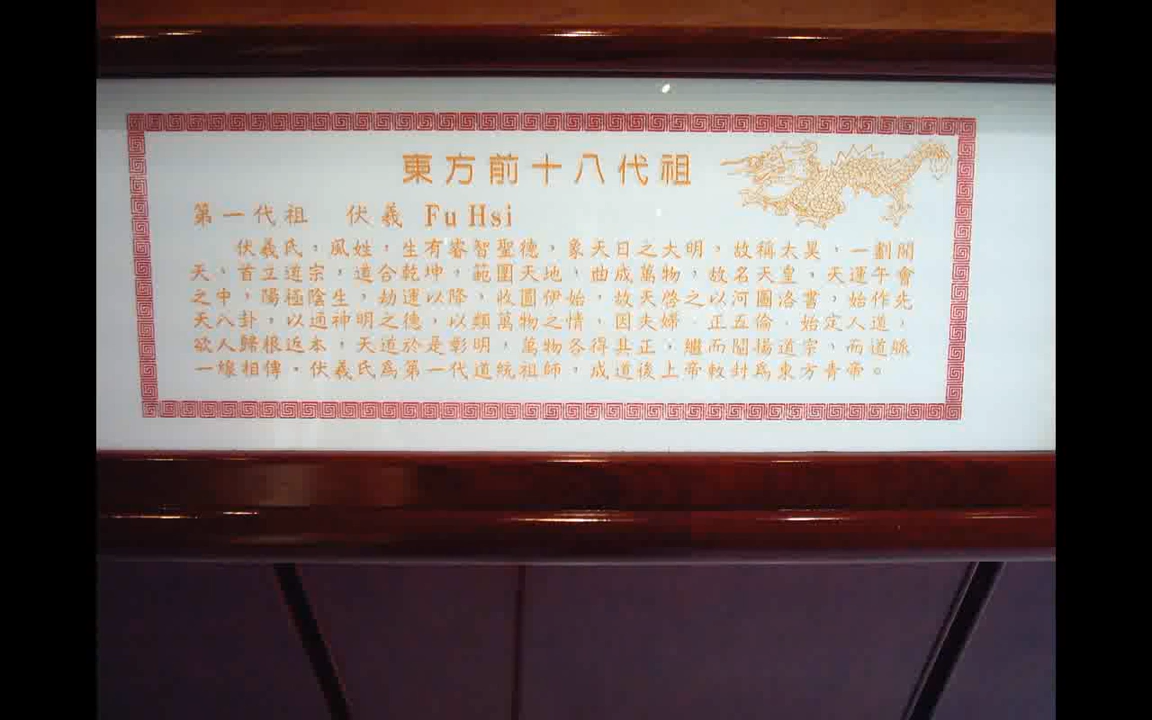 東方前十八代祖
第一代祖 伏羲 Fu Hsi
伏羲氏，風姓，生有睿智聖德，象天日之大明，故稱太昊，一劃開
天，首立道宗，道合乾坤，範圍天地，曲成萬物，故名天皇，天運午會
之中，陽極陰生，劫運以降，收圓伊始，故天啓之以河圖洛書，始作先
天八卦，以通神明之德，以類萬物之情，因夫婦，正五倫，始定人道，
欲人歸根返本，天道於是彰明，萬物各得其正，繼而闡揚道宗，而道脈
一線相傳。伏羲氏為第一代道統祖師，成道後上帝敕封為東方青帝。